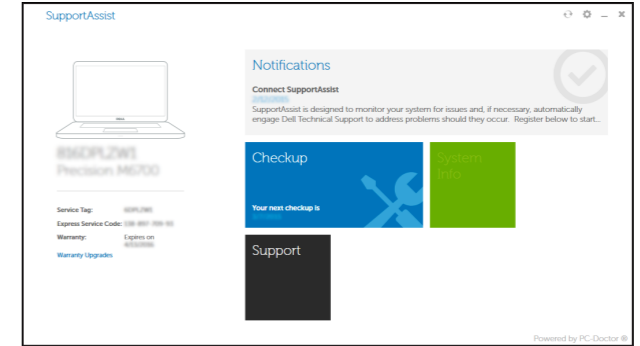 SupportAssist
Notifications
Connect SupportAssist
SupportAssist is designed to monitor your system for issues and, if necessary, automatically
engage Dell Technical Support to address problems should they occur. Register below to start...
Precision M6700
Checkup
System
Info
Your next checkup is
Service Tag:
Express Service Code:
Warranty: Expires on
Warranty Upgrades
Support
Powered by PC-Doctor ®